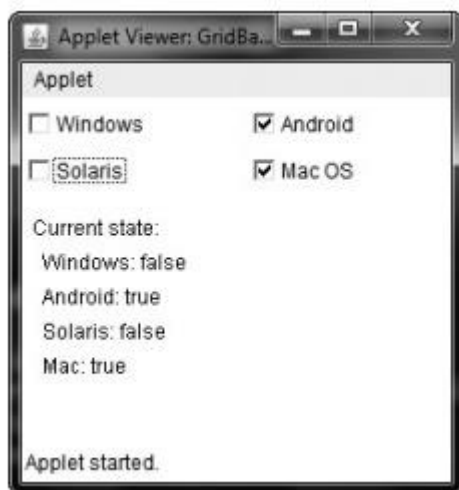 Applet Viewer: GridBa...
Applet
Windows Android
Solaris Mac OS
Current state:
Windows: false
Android: true
Solaris: false
Mac: true
Applet started.